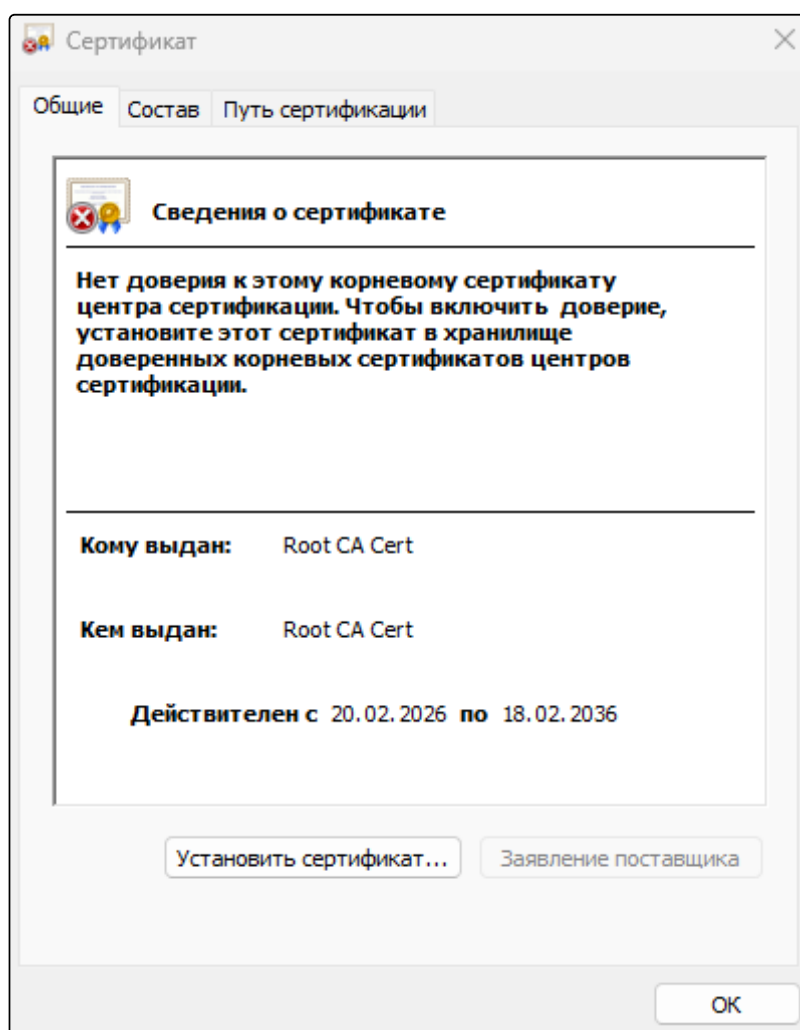 Сертификат
Общие Состав Путь сертификации
Сведения о сертификате
Нет доверия к этому корневому сертификату
центра сертификации. Чтобы включить доверие,
установите этот сертификат в хранилище
доверенных корневых сертификатов центров
сертификации.
Кому выдан: Root CA Cert
Кем выдан: Root CA Cert
Действителен с 20.02.2026 по 18.02.2036
Установить сертификат... Заявление поставщика
ОК